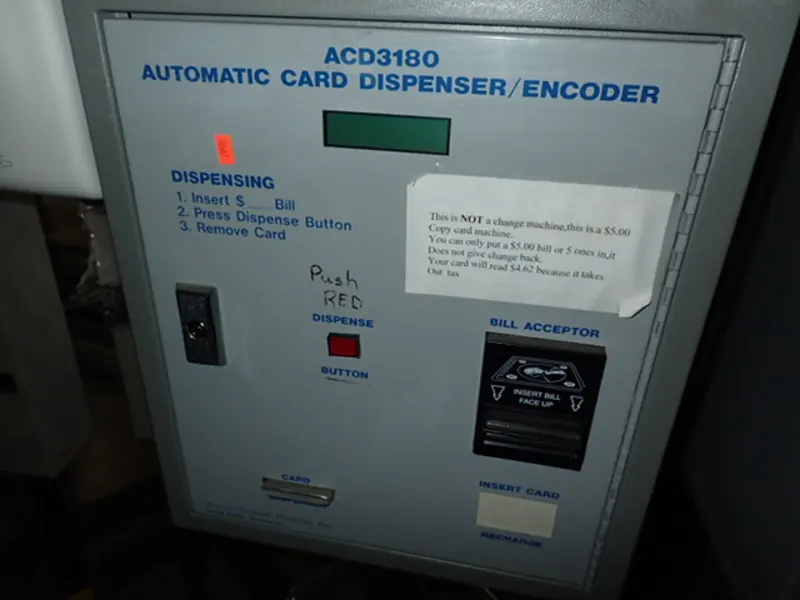 ACD3180
AUTOMATIC CARD DISPENSER/ENCODER
DISPENSING
1. Insert $ ___ Bill
2. Press Dispense Button
3. Remove Card
This is NOT a change machine,this is a $5.00
Copy card machine.
You can only put a $5.00 bill or 5 ones in,it
Does not give change back.
Your card will read $4.62 because it takes
Out tax
Push
RED
DISPENSE
BUTTON
BILL ACCEPTOR
INSERT BILL
FACE UP
CARD
INSERT CARD
RECHARGE